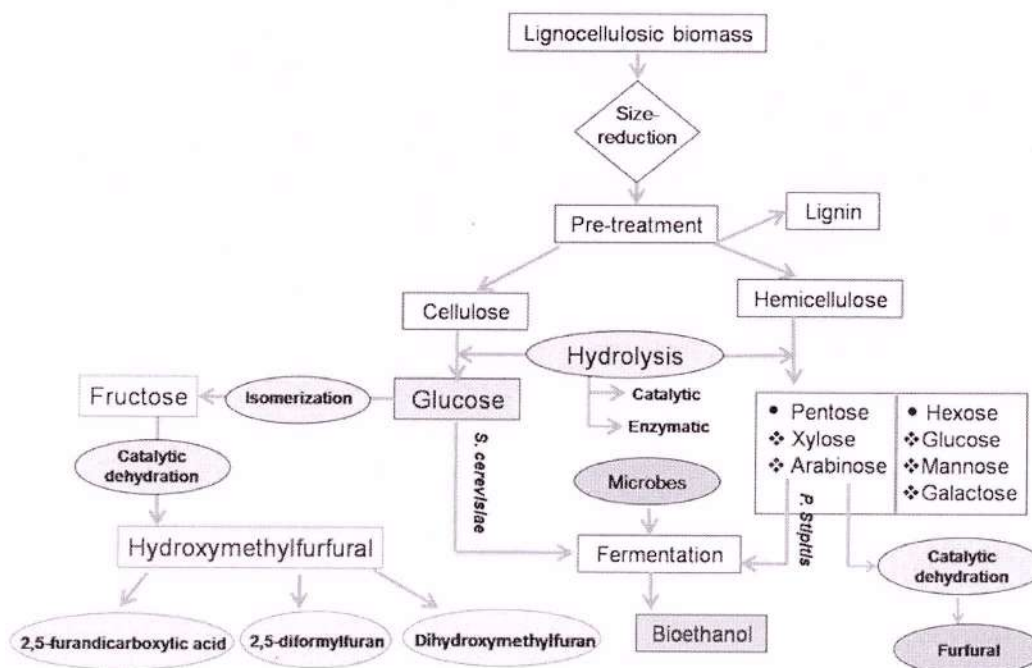 Lignocellulosic biomass
Size-
reduction
Pre-treatment
Lignin
Cellulose
Hemicellulose
Hydrolysis
Catalytic
Enzymatic
Fructose
Isomerization
Glucose
• Pentose
❖ Xylose
❖ Arabinose
• Hexose
❖ Glucose
❖ Mannose
❖ Galactose
Catalytic
dehydration
S. cerevisiae
Microbes
P. Stipitis
Hydroxymethylfurfural
Fermentation
Catalytic
dehydration
2,5-furandicarboxylic acid
2,5-diformylfuran
Dihydroxymethylfuran
Bioethanol
Furfural